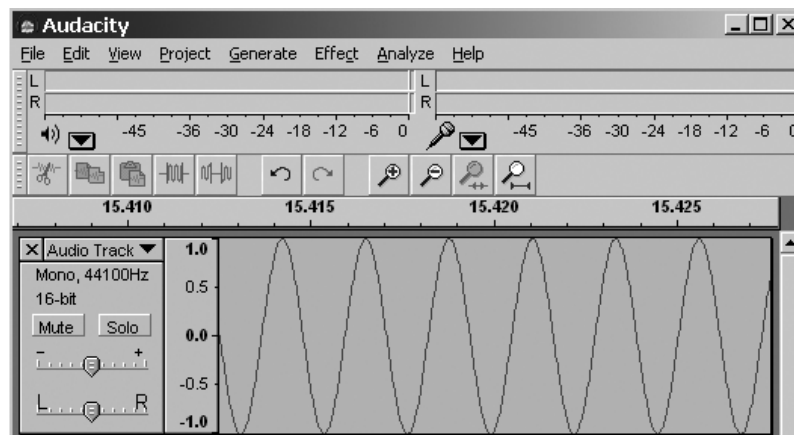 Audacity
File Edit View Project Generate Effect Analyze Help
L L
R R
-45 -36 -30 -24 -18 -12 -6 0 -45 -36 -30 -24 -18 -12 -6 0
15.410 15.415 15.420 15.425
X Audio Track
Mono, 44100Hz
16-bit
Mute Solo
- +
L R
1.0
0.5
0.0
-0.5
-1.0